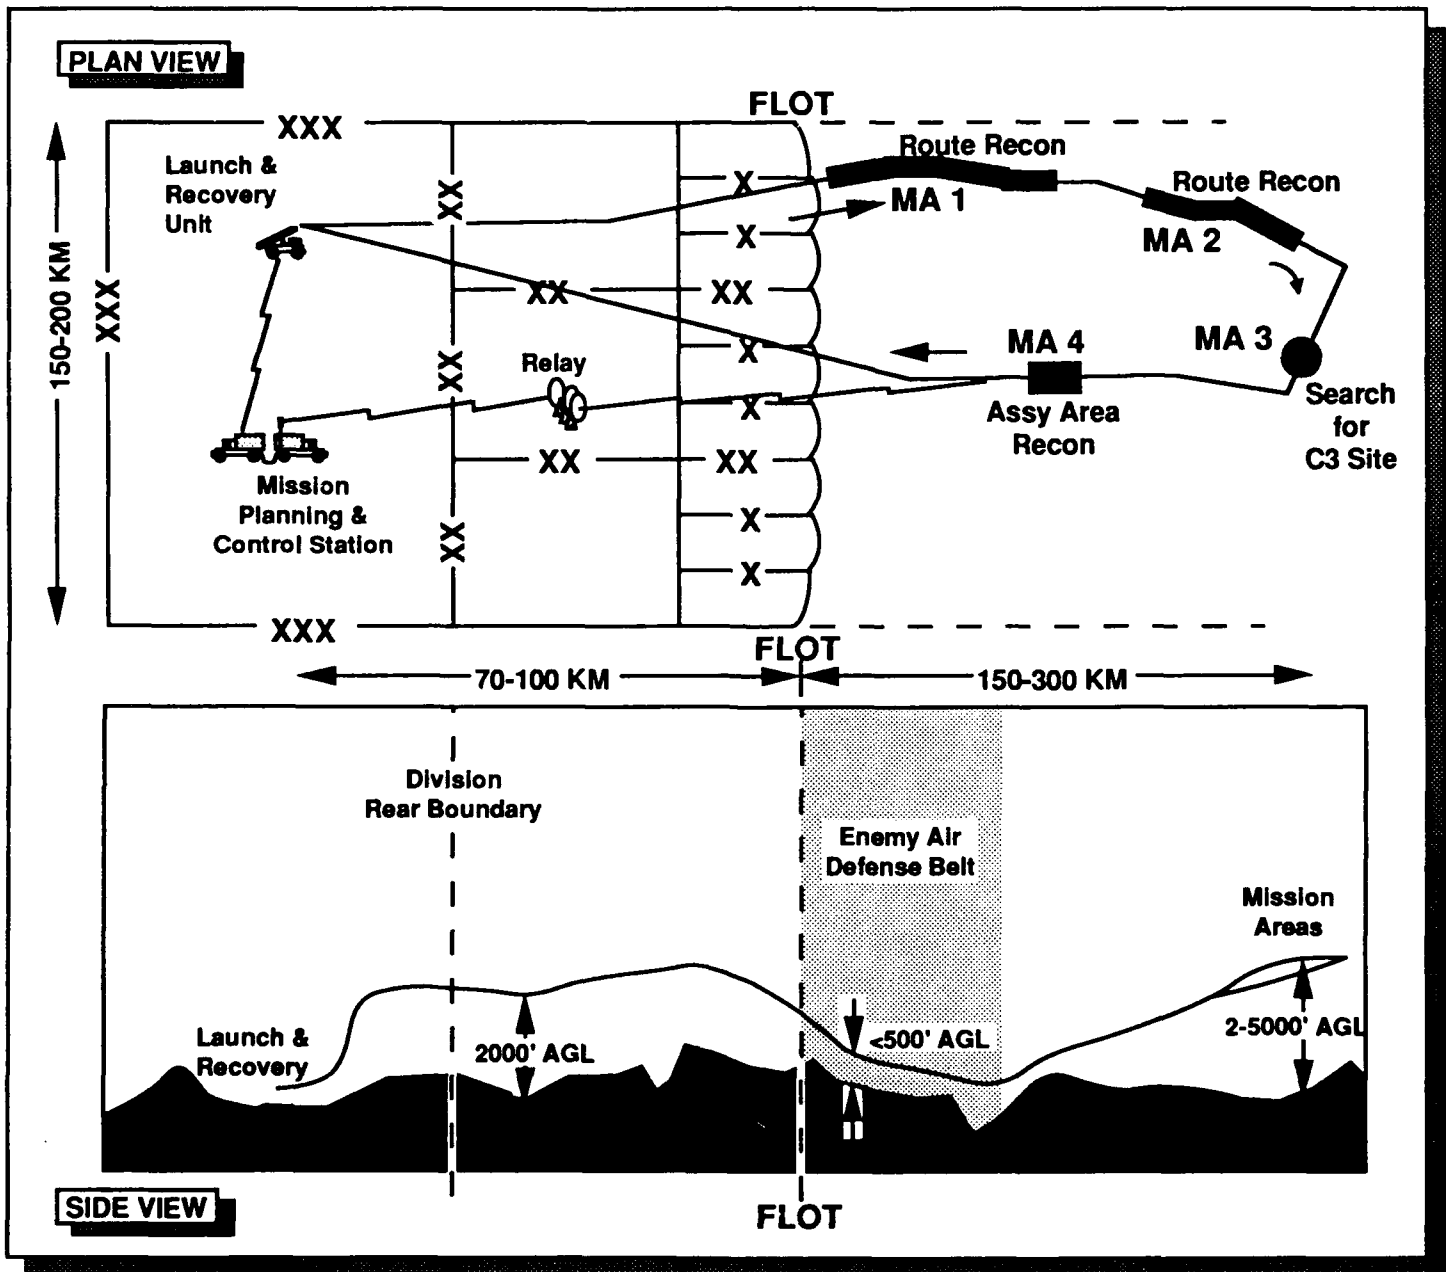 PLAN VIEW
FLOT
XXX
Launch &
Recovery
Unit
XX
X
Route Recon
MA 1
Route Recon
MA 2
X
150-200 KM
XXX
XX
XX
XX
X
Relay
MA 4
MA 3
X
Assy Area
Recon
Search
for
C3 Site
XX
XX
Mission
Planning &
Control Station
XX
X
X
XXX
FLOT
70-100 KM
150-300 KM
Division
Rear Boundary
Enemy Air
Defense Belt
Mission
Areas
Launch &
Recovery
2000' AGL
<500' AGL
2-5000' AGL
SIDE VIEW
FLOT